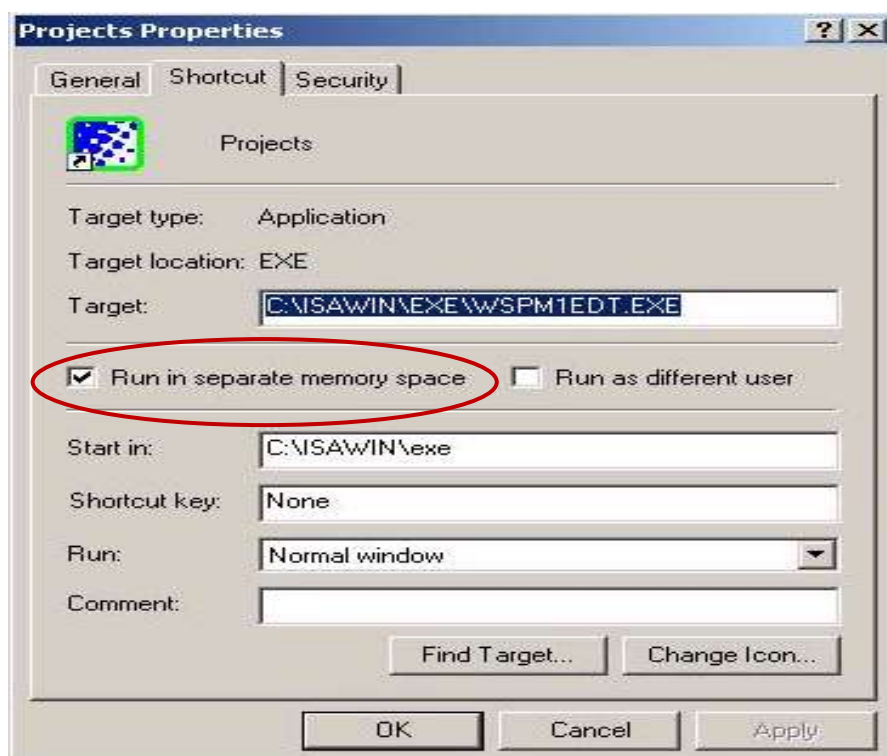 Projects Properties
General Shortcut Security
Projects
Target type: Application
Target location: EXE
Target: C:\ISAWIN\EXE\WSPM1EDT.EXE
Run in separate memory space Run as different user
Start in: C:\ISAWIN\exe
Shortcut key: None
Run: Normal window
Comment:
Find Target... Change Icon...
OK Cancel Apply